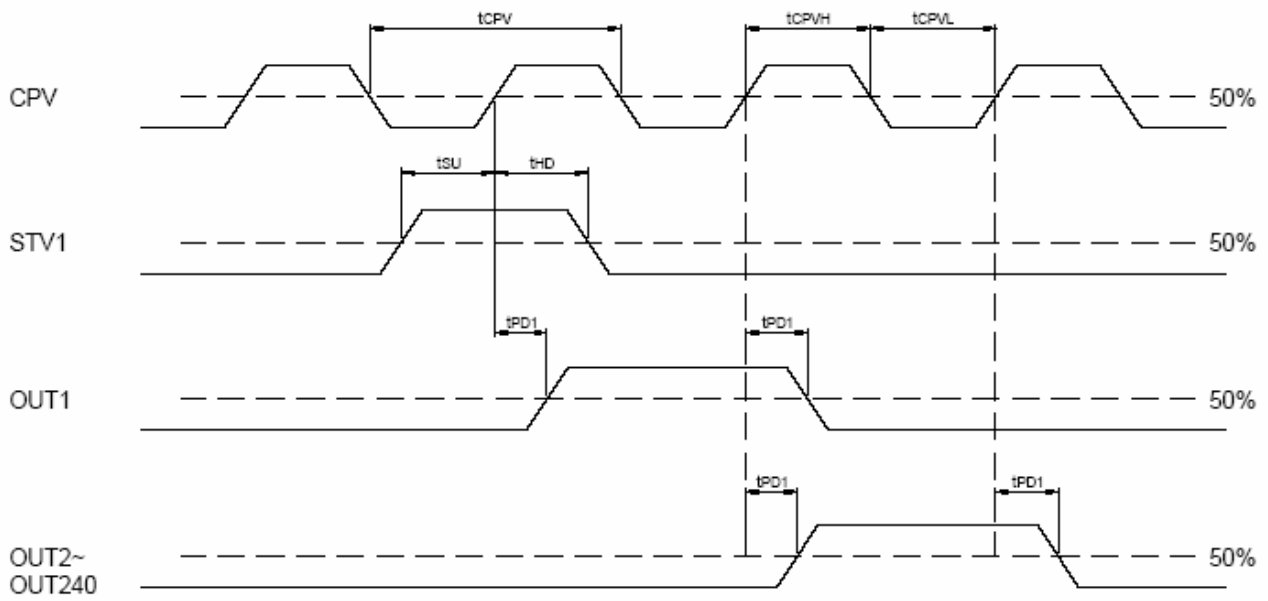 tCPV
tCPVH
tCPVL
CPV
50%
tSU
tHD
STV1
50%
tPD1
tPD1
OUT1
50%
tPD1
tPD1
OUT2~
OUT240
50%